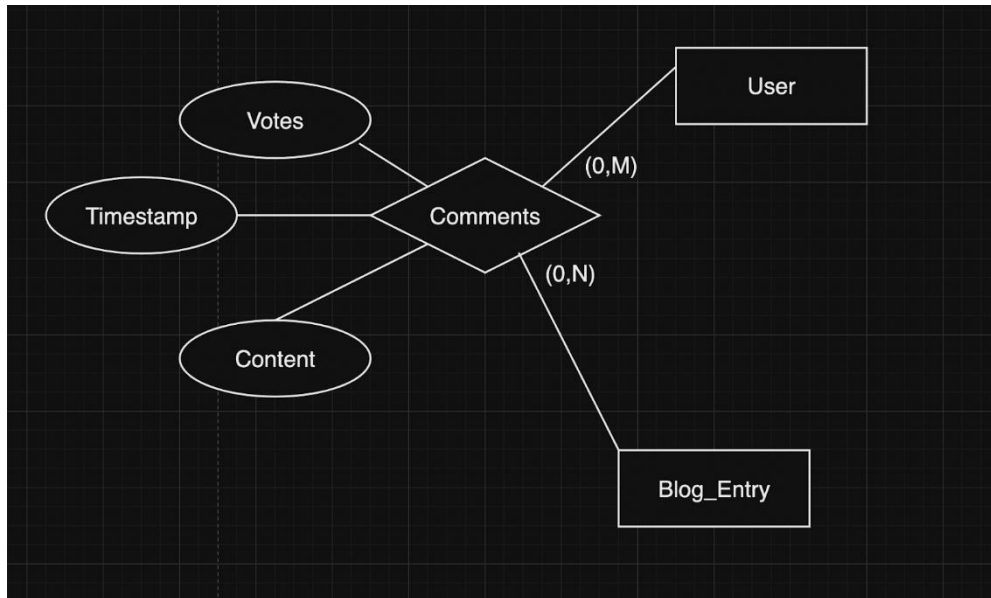 User
Votes
(0,M)
Timestamp
Comments
(0,N)
Content
Blog_Entry